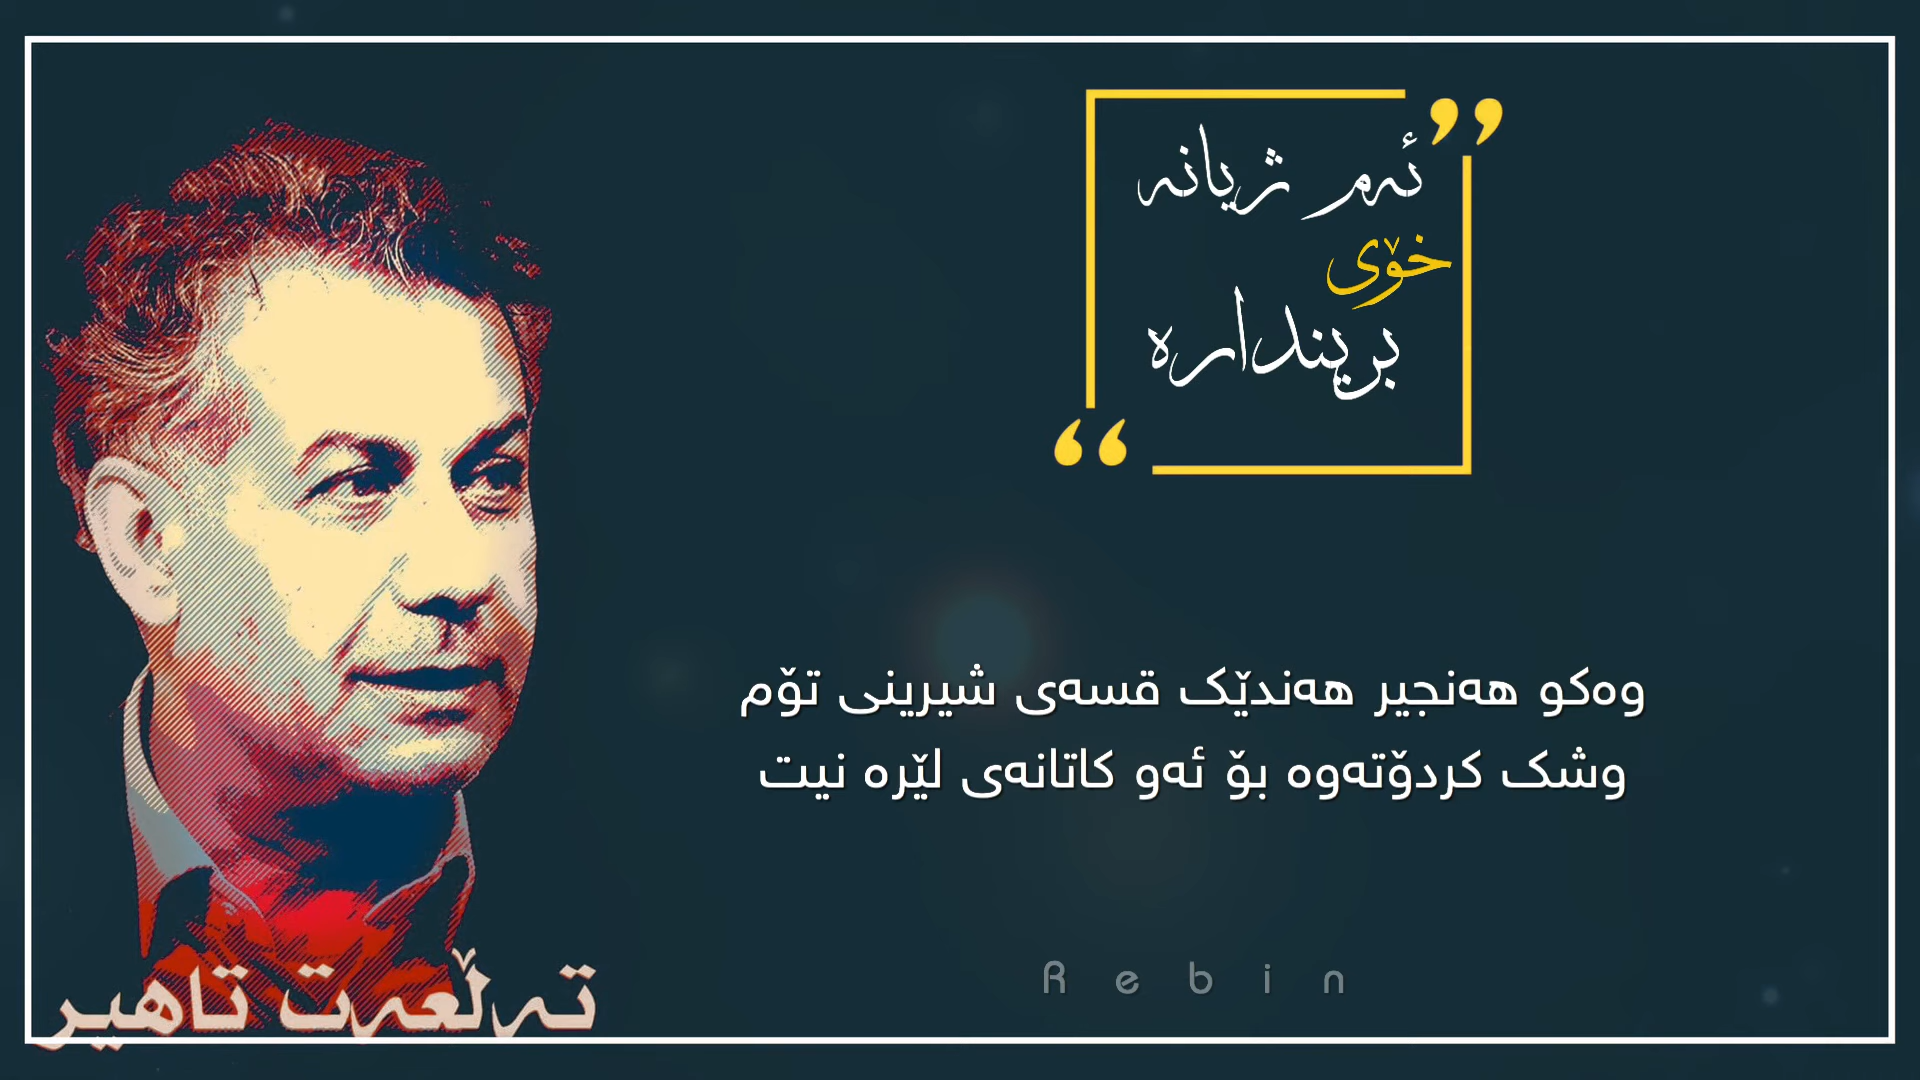 ئەم ژیانە
خۆی
بریندارە
وەکو هەنجیر هەندێک قسەی شیرینی تۆم
وشک کردۆتەوە بۆ ئەو کاتانەی لێرە نیت
Rebin
تەڵعەت تاهیر